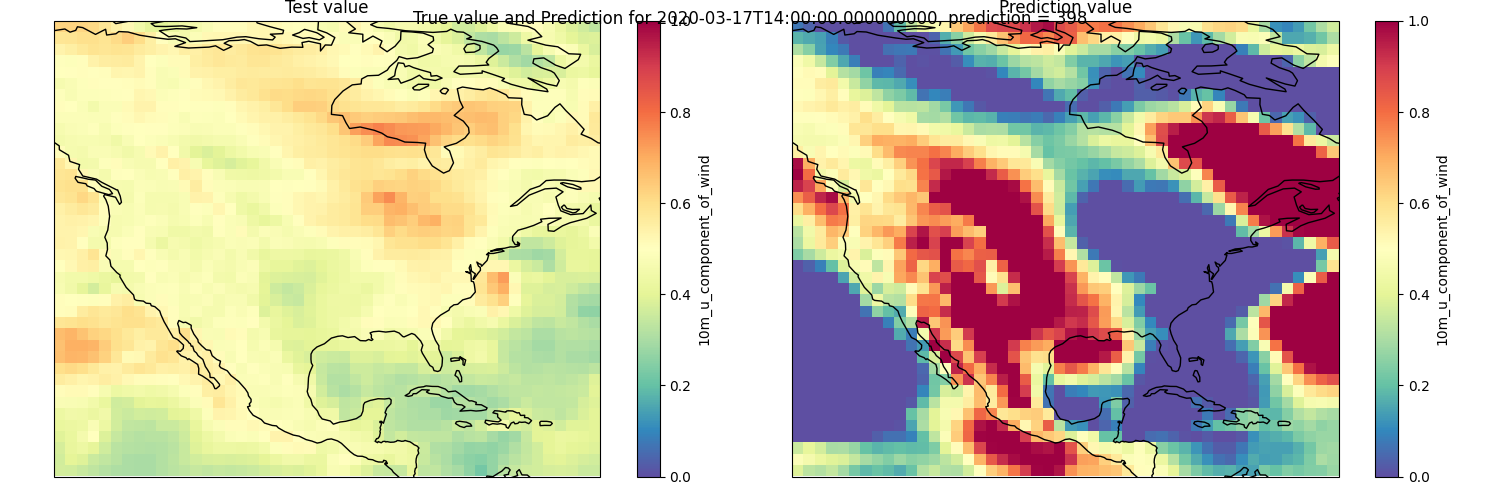 Test value
True value and Prediction for 2020-03-17T14:00:00.000000000, prediction = 398
Prediction value
1.0
0.8
0.6
0.4
0.2
0.0
10m_u_component_of_wind
1.0
0.8
0.6
0.4
0.2
0.0
10m_u_component_of_wind